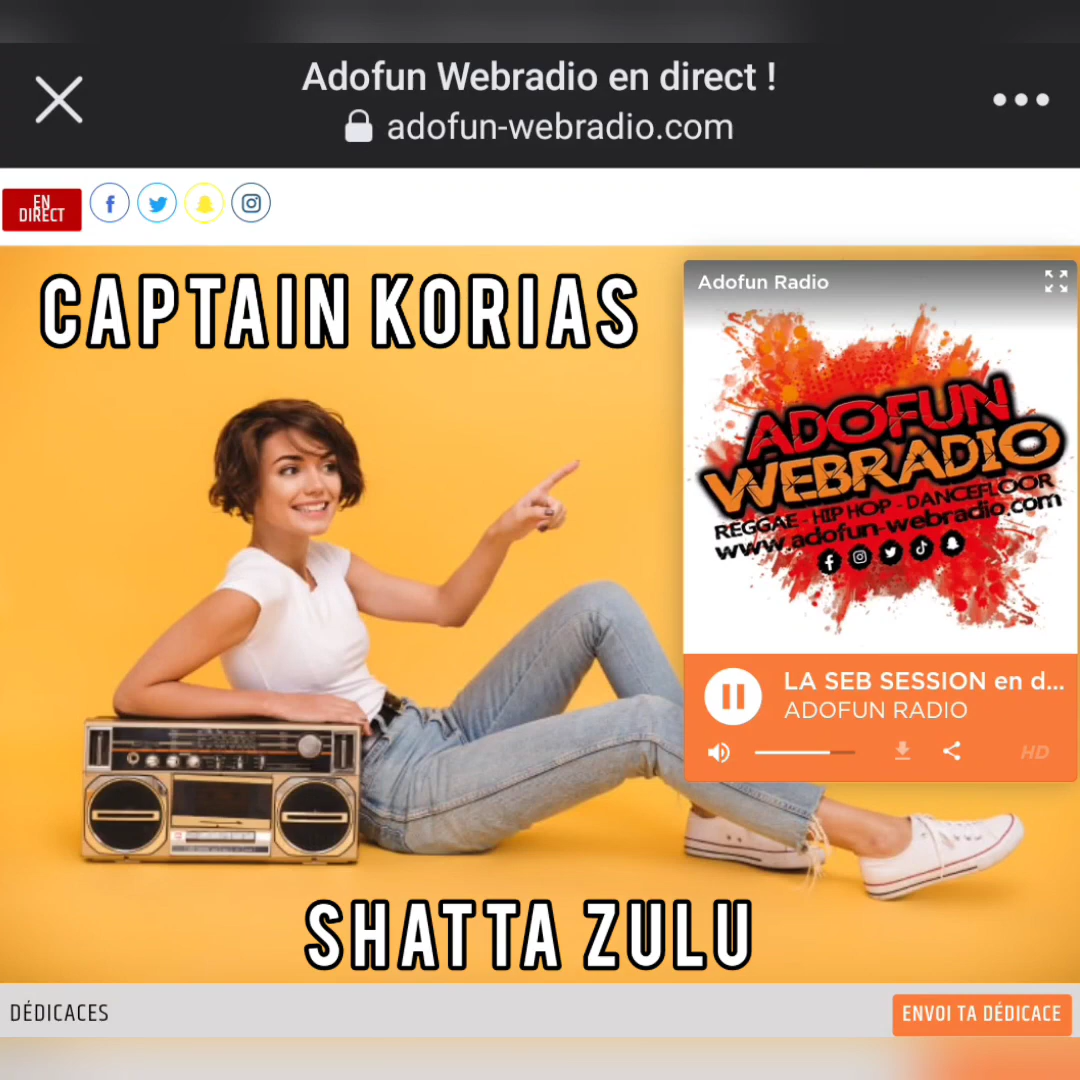 Adofun Webradio en direct !
adofun-webradio.com
EN
DIRECT
CAPTAIN KORIAS
Adofun Radio
ADOFUN
WEBRADIO
REGGAE - HIP HOP - DANCEFLOOR
www.adofun-webradio.com
LA SEB SESSION en d...
ADOFUN RADIO
HD
SHATTA ZULU
DÉDICACES
ENVOI TA DÉDICACE